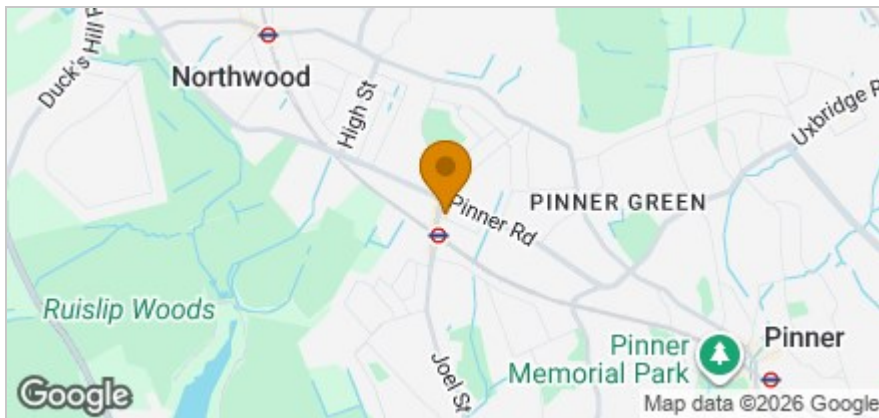 Duck's Hill R
Northwood
High St
Uxbridge R
Pinner Rd
PINNER GREEN
Ruislip Woods
Joel St
Pinner
Memorial Park
Pinner
Google
Map data ©2026 Google